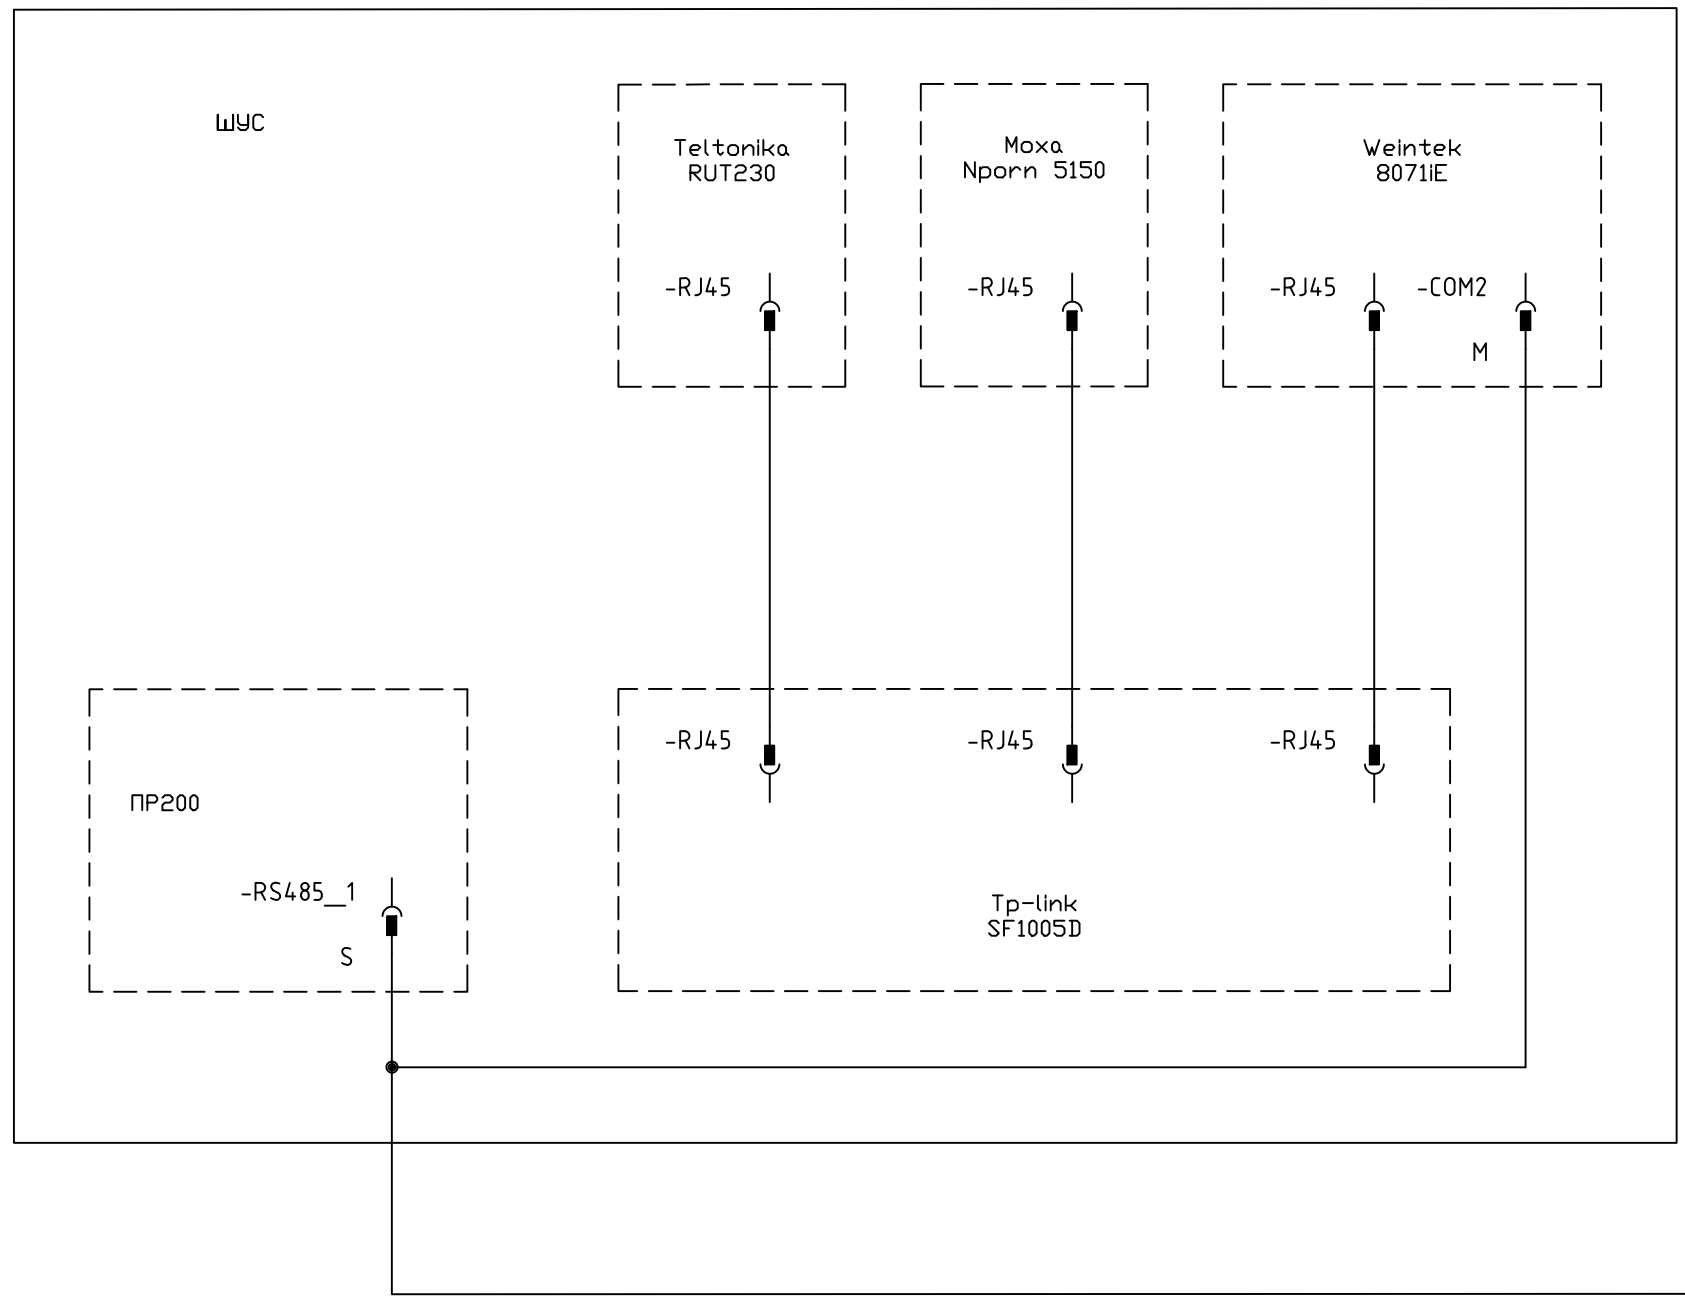 ШУС
Teltonika
RUT230
Moxa
Nporn 5150
Weintek
8071iE
-RJ45
-RJ45
-RJ45
-COM2
M
-RJ45
-RJ45
-RJ45
ПР200
-RS485__1
S
Tp-link
SF1005D